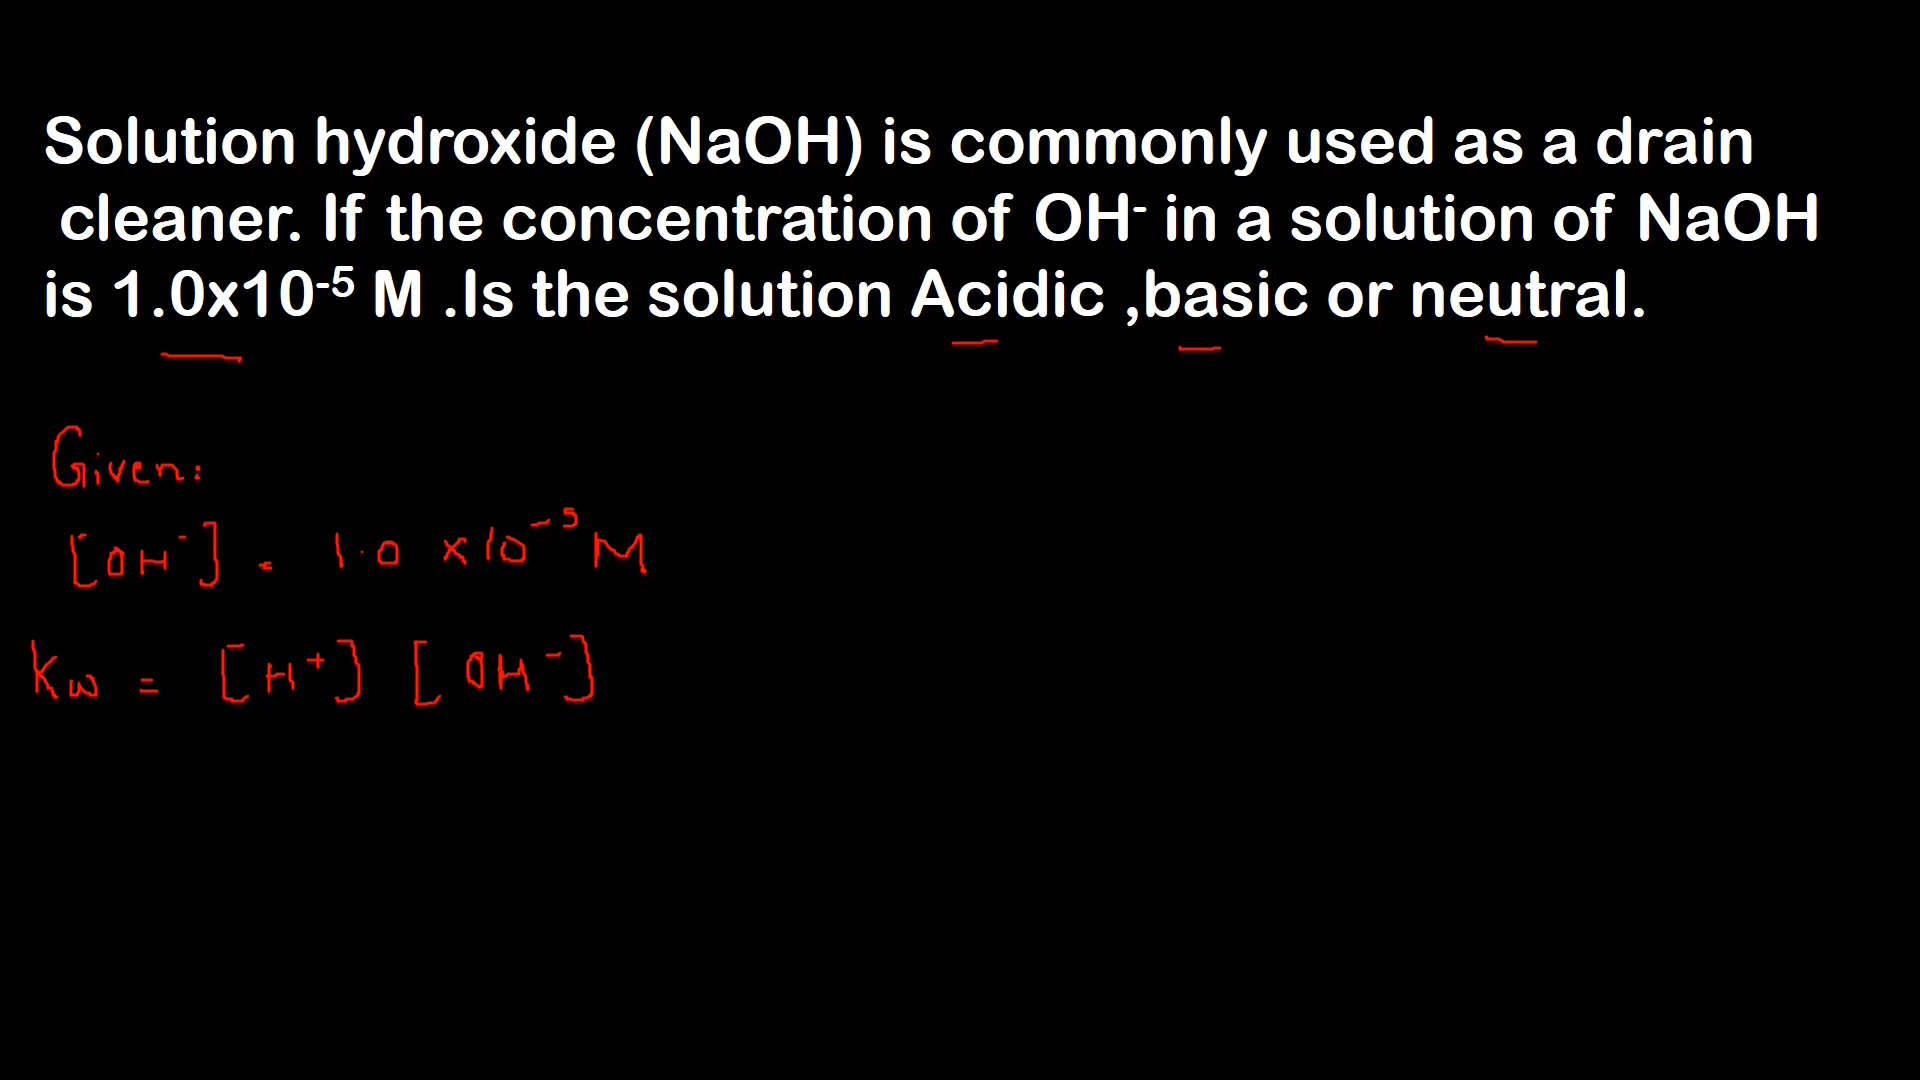 Solution hydroxide (NaOH) is commonly used as a drain
cleaner. If the concentration of OH⁻ in a solution of NaOH
is 1.0x10⁻⁵ M .Is the solution Acidic ,basic or neutral.
Given:
[OH⁻] = 1.0 x10⁻⁵ M
Kw = [H⁺] [OH⁻]